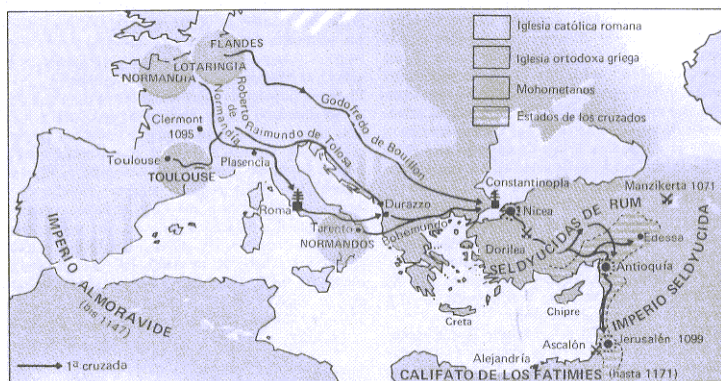 Iglesia católica romana
Iglesia ortodoxa griega
Mohometanos
Estados de los cruzados
FLANDES
LOTARINGIA
NORMANDIA
Clermont
1095
Toulouse
TOULOUSE
Plasencia
Roberto de Normandia
Raimundo de Tolosa
Godofredo de Bouillon
Roma
Tarento
NORMANDOS
Durazzo
Bohemundo
Constantinopla
Nicea
Manzikerta 1071
Dorilea
SELDYUCIDAS DE RUM
Edessa
Antioquía
IMPERIO SELDYUCIDA
Creta
Chipre
IMPERIO ALMORAVIDE
(bis 1147)
Jerusalén 1099
Ascalón
Alejandría
CALIFATO DE LOS FATIMIES (hasta 1171)
1ª cruzada